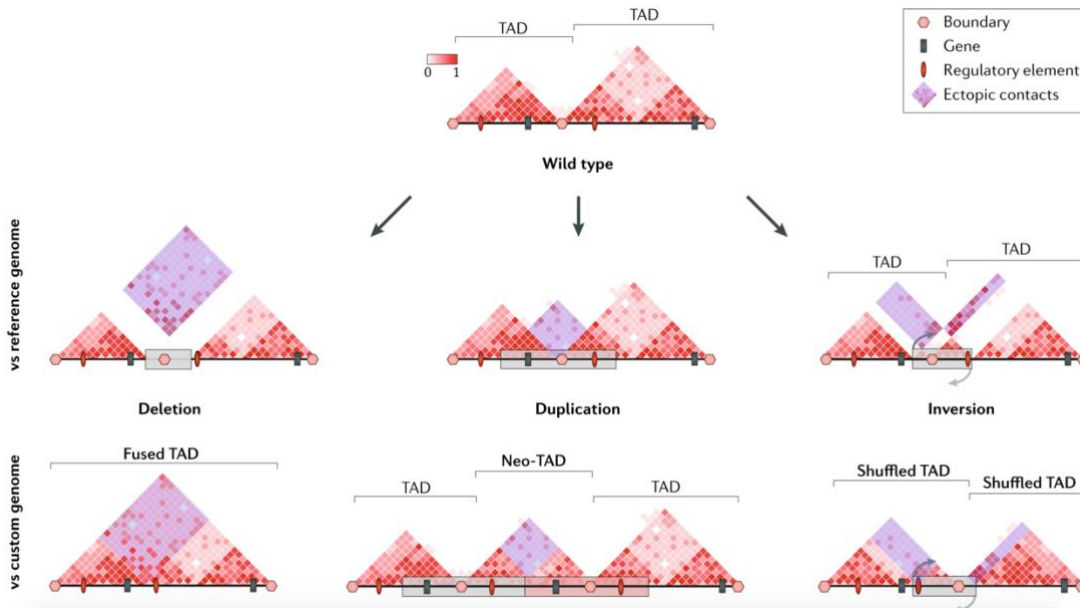 TAD
TAD
0 1
Boundary
Gene
Regulatory element
Ectopic contacts
Wild type
vs reference genome
TAD
TAD
Deletion
Duplication
Inversion
vs custom genome
Fused TAD
TAD
Neo-TAD
TAD
Shuffled TAD
Shuffled TAD